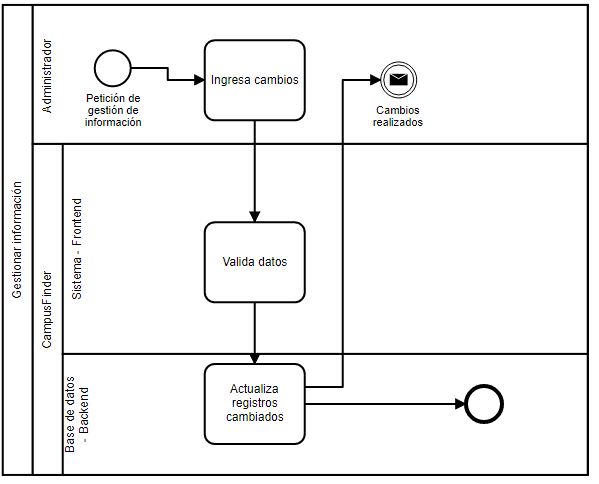 Gestionar información
Administrador
Petición de
gestión de
información
Ingresa cambios
Cambios
realizados
CampusFinder
Sistema - Frontend
Valida datos
Base de datos
- Backend
Actualiza
registros
cambiados